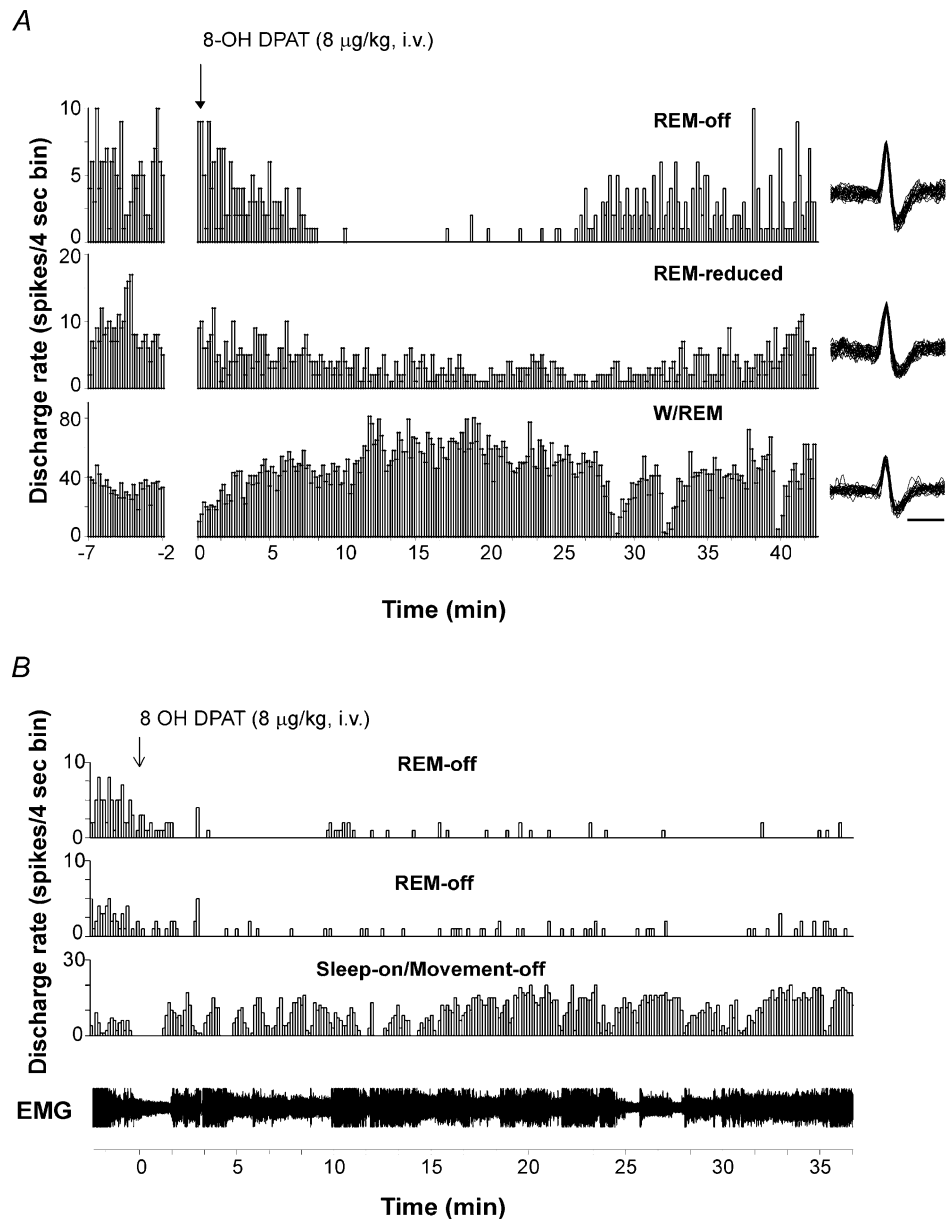 A
8-OH DPAT (8 μg/kg, i.v.)
Discharge rate (spikes/4 sec bin)
10
5
0
REM-off
20
10
0
REM-reduced
80
40
0
W/REM
-7 -2 0 5 10 15 20 25 30 35 40
Time (min)
B
8 OH DPAT (8 μg/kg, i.v.)
Discharge rate (spikes/4 sec bin)
10
0
REM-off
10
0
REM-off
30
0
Sleep-on/Movement-off
EMG
0 5 10 15 20 25 30 35
Time (min)